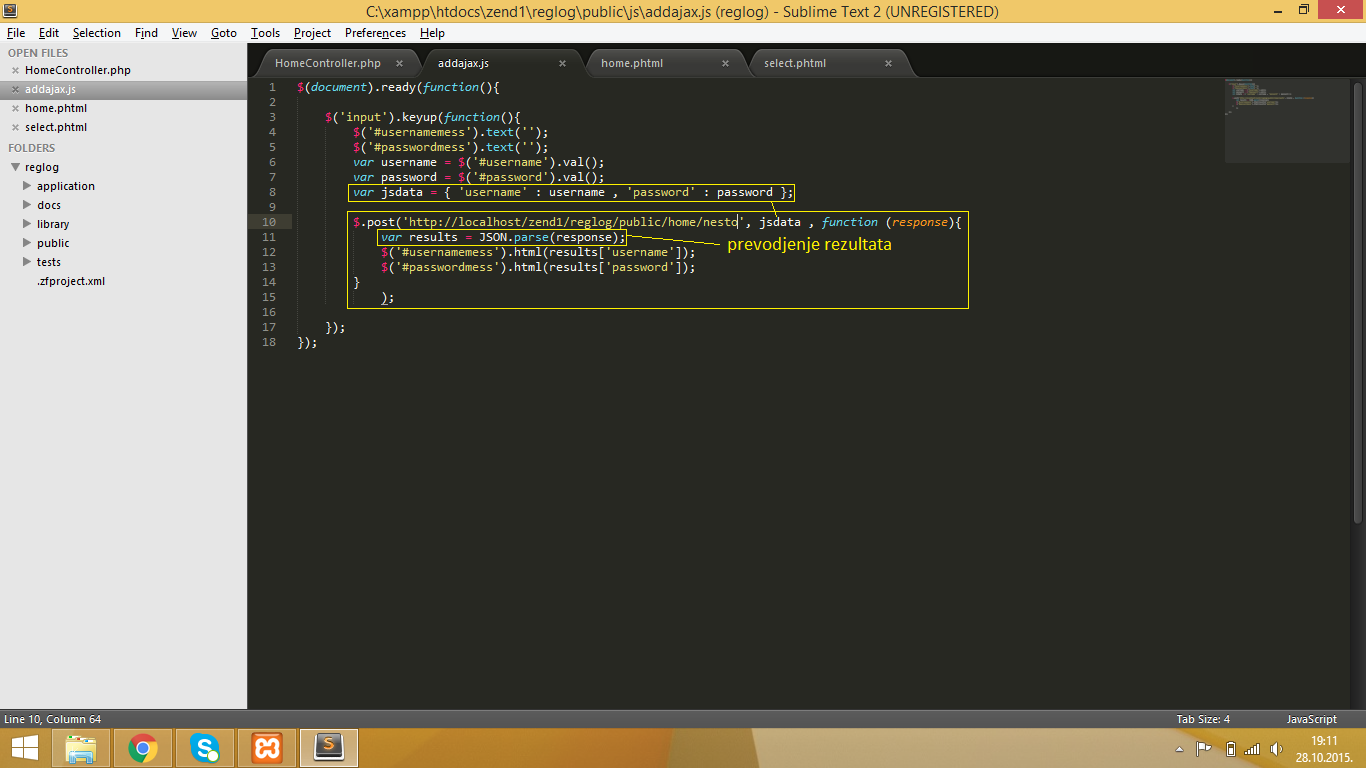 C:\xampp\htdocs\zend1\reglog\public\js\addajax.js (reglog) - Sublime Text 2 (UNREGISTERED)
File Edit Selection Find View Goto Tools Project Preferences Help
OPEN FILES
HomeController.php
addajax.js
home.phtml
select.phtml
FOLDERS
reglog
application
docs
library
public
tests
.zfproject.xml
HomeController.php addajax.js home.phtml select.phtml
1 $(document).ready(function(){
2
3 $('input').keyup(function(){
4 $('#usernamemess').text('');
5 $('#passwordmess').text('');
6 var username = $('#username').val();
7 var password = $('#password').val();
8 var jsdata = { 'username' : username , 'password' : password };
9
10 $.post('http://localhost/zend1/reglog/public/home/nesto', jsdata , function (response){
11 var results = JSON.parse(response);
prevodjenje rezultata
12 $('#usernamemess').html(results['username']);
13 $('#passwordmess').html(results['password']);
14 }
15 );
16
17 });
18 });
Line 10, Column 64 Tab Size: 4 JavaScript
19:11
28.10.2015.